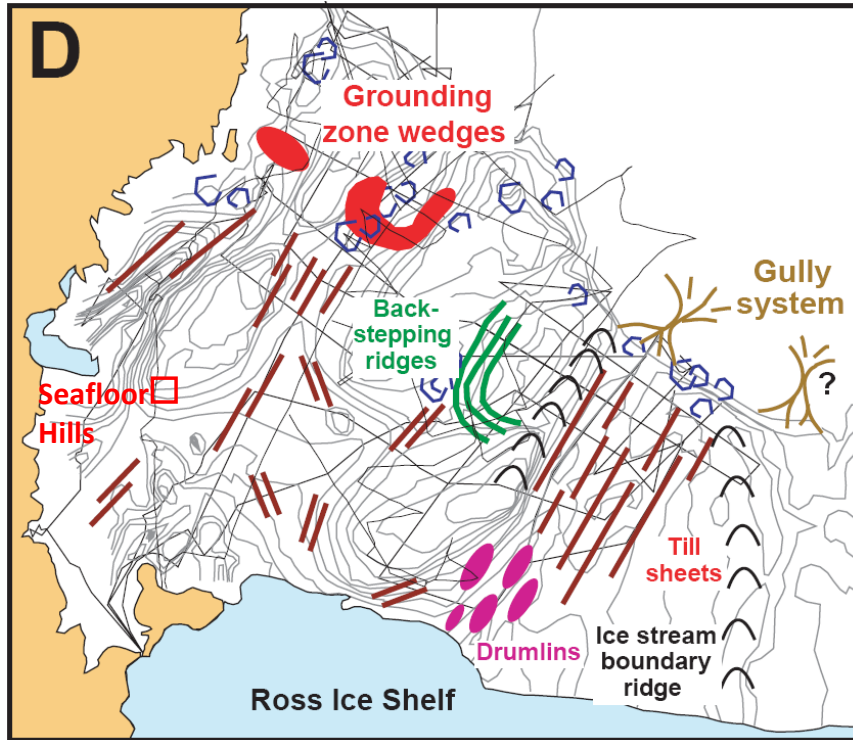 D
Grounding
zone wedges
Gully
system
Back-
stepping
ridges
?
Seafloor
Hills
Till
sheets
Drumlins
Ice stream
boundary
ridge
Ross Ice Shelf